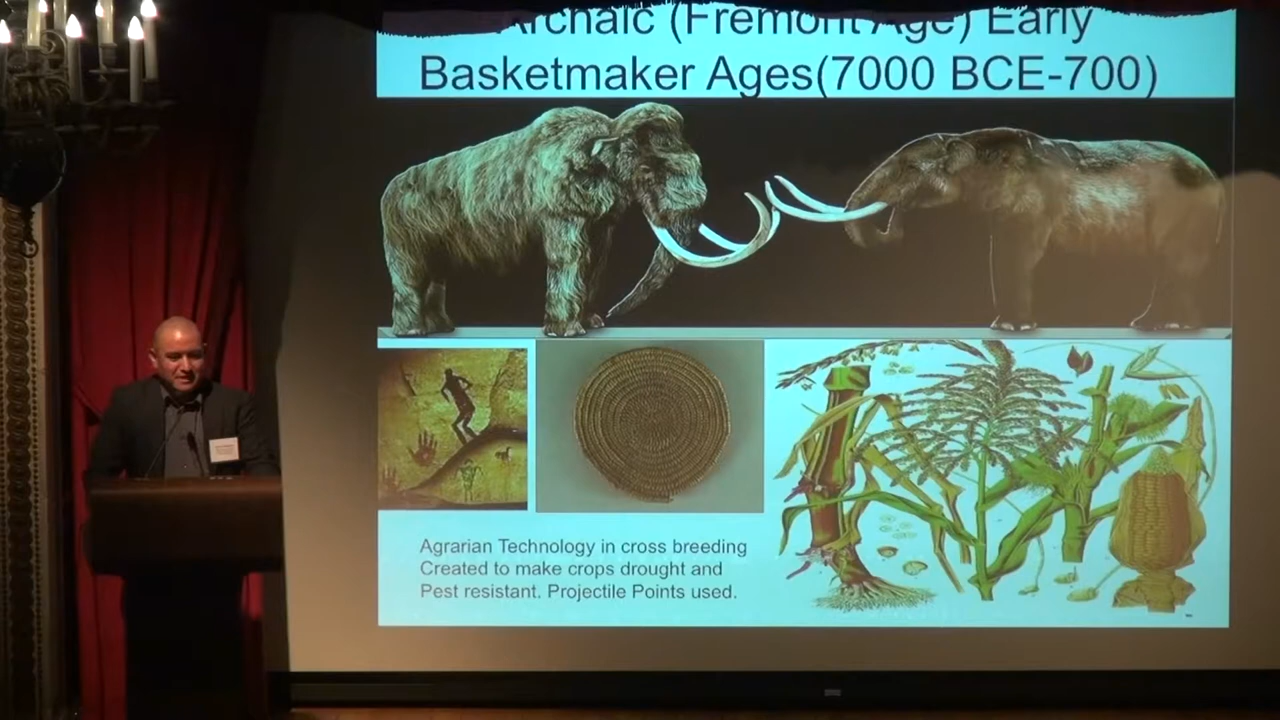 Archaic (Fremont Age) Early
Basketmaker Ages(7000 BCE-700)
Agrarian Technology in cross breeding
Created to make crops drought and
Pest resistant. Projectile Points used.